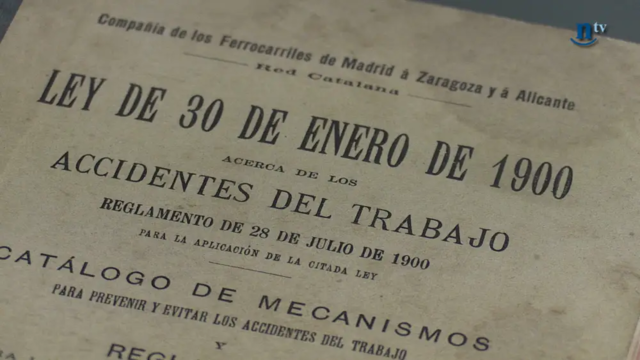 ntv
Compañia de los Ferrocarriles de Madrid á Zaragoza y á Alicante
Red Catalana
LEY DE 30 DE ENERO DE 1900
ACERCA DE LOS
ACCIDENTES DEL TRABAJO
REGLAMENTO DE 28 DE JULIO DE 1900
PARA LA APLICACIÓN DE LA CITADA LEY
CATÁLOGO DE MECANISMOS
PARA PREVENIR Y EVITAR LOS ACCIDENTES DEL TRABAJO
Y